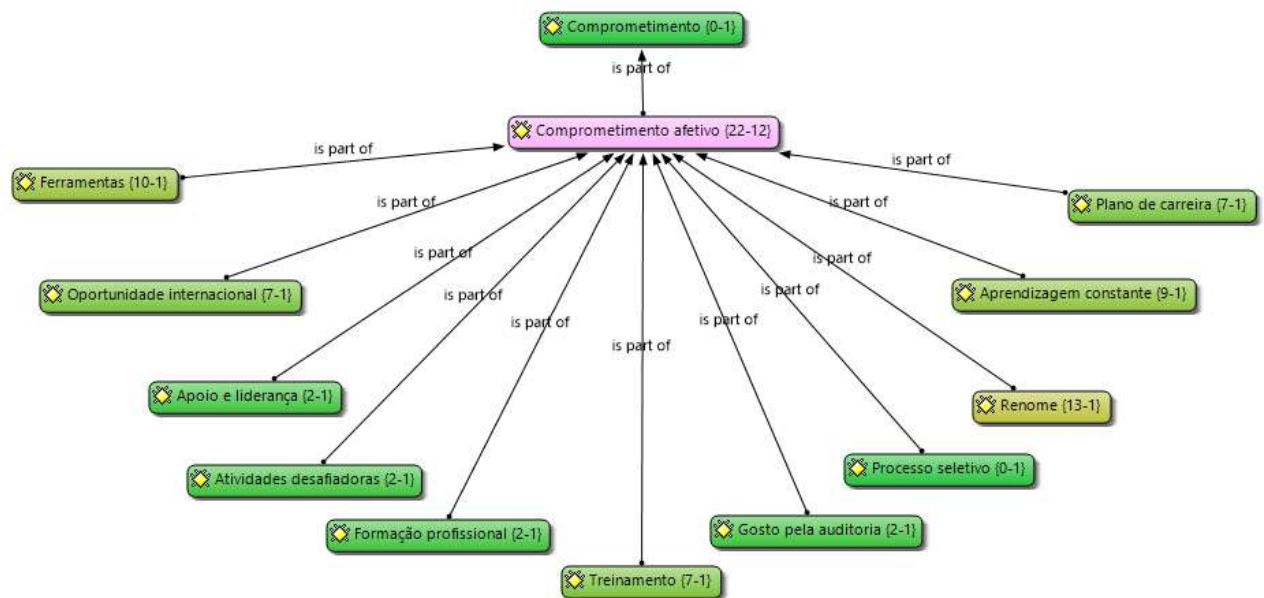 Comprometimento {0-1}
is part of
Comprometimento afetivo {22-12}
is part of
is part of
Ferramentas {10-1}
Plano de carreira {7-1}
is part of
is part of
is part of
Oportunidade internacional {7-1}
Aprendizagem constante {9-1}
is part of
is part of
is part of
is part of
is part of
is part of
Apoio e liderança {2-1}
Renome {13-1}
Atividades desafiadoras {2-1}
Processo seletivo {0-1}
Formação profissional {2-1}
Gosto pela auditoria {2-1}
Treinamento {7-1}